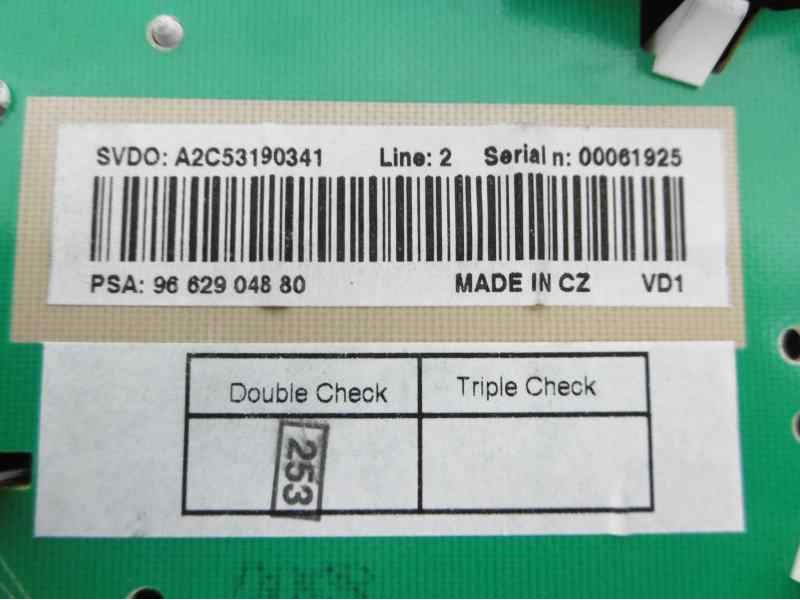 SVDO: A2C53190341 Line: 2 Serial n: 00061925
PSA: 96 629 048 80 MADE IN CZ VD1
Double Check Triple Check
253